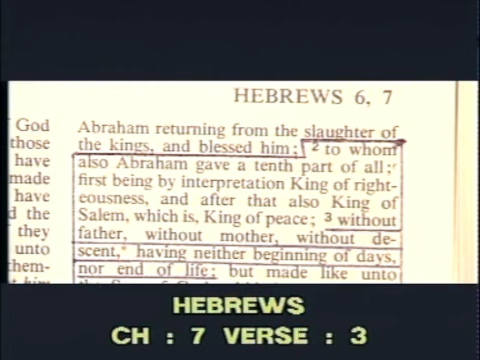 HEBREWS 6, 7
God
those
have
made
have
d the
they
unto
them-
Abraham returning from the slaughter of
the kings, and blessed him; 2 to whom
also Abraham gave a tenth part of all;
first being by interpretation King of right-
eousness, and after that also King of
Salem, which is, King of peace; 3 without
father, without mother, without de-
scent, having neither beginning of days,
nor end of life; but made like unto
HEBREWS
CH : 7 VERSE : 3